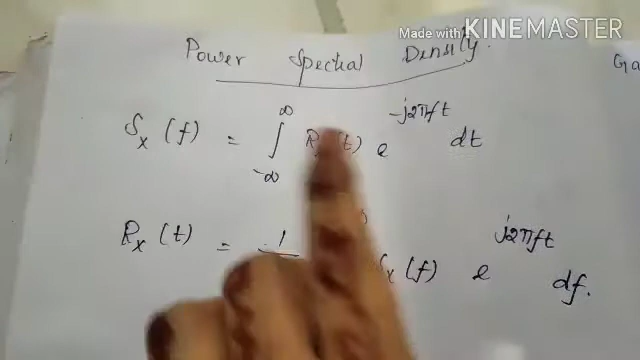 Made with KINEMASTER
Power Spectral Density. Ga
S_x (f) = ∫_{-∞}^{∞} R_x(t) e^{-j2πft} dt
R_x (t) = 1 S_x (f) e^{j2πft} df.